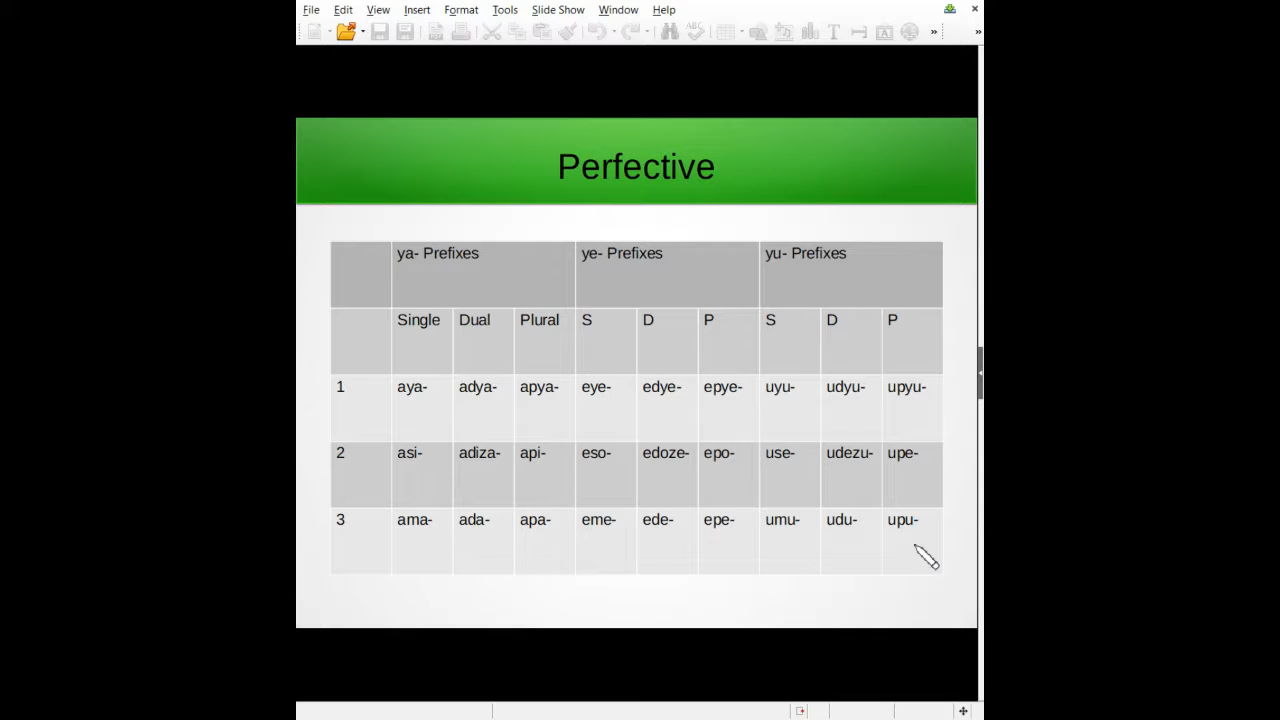 File Edit View Insert Format Tools Slide Show Window Help
Perfective
ya- Prefixes ye- Prefixes yu- Prefixes
Single Dual Plural S D P S D P
1 aya- adya- apya- eye- edye- epye- uyu- udyu- upyu-
2 asi- adiza- api- eso- edoze- epo- use- udezu- upe-
3 ama- ada- apa- eme- ede- epe- umu- udu- upu-